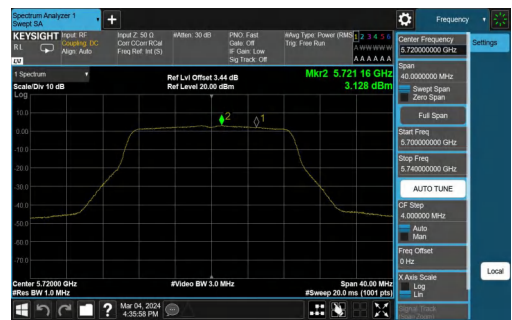 Spectrum Analyzer 1
Swept SA
Frequency
KEYSIGHT
RL
Input: RF
Coupling: DC
Align: Auto
Input Z: 50 Ω
Corr CCorr RCal
Freq Ref: Int (S)
#Atten: 30 dB
PNO: Fast
Gate: Off
IF Gain: Low
Sig Track: Off
#Avg Type: Power (RMS
Trig: Free Run
1 2 3 4 5 6
A W W W W W
A A A A A A
LV
1 Spectrum
Scale/Div 10 dB
Log
Ref Lvl Offset 3.44 dB
Ref Level 20.00 dBm
Mkr2 5.721 16 GHz
3.128 dBm
2
1
10.0
0.00
-10.0
-20.0
-30.0
-40.0
-50.0
-60.0
-70.0
Center 5.72000 GHz
#Res BW 1.0 MHz
#Video BW 3.0 MHz
Span 40.00 MHz
#Sweep 20.0 ms (1001 pts)
Mar 04, 2024
4:35:58 PM
?
Center Frequency
5.720000000 GHz
Settings
Span
40.0000000 MHz
Swept Span
Zero Span
Full Span
Start Freq
5.700000000 GHz
Stop Freq
5.740000000 GHz
AUTO TUNE
CF Step
4.000000 MHz
Auto
Man
Freq Offset
0 Hz
X Axis Scale
Log
Lin
Local
Signal Track